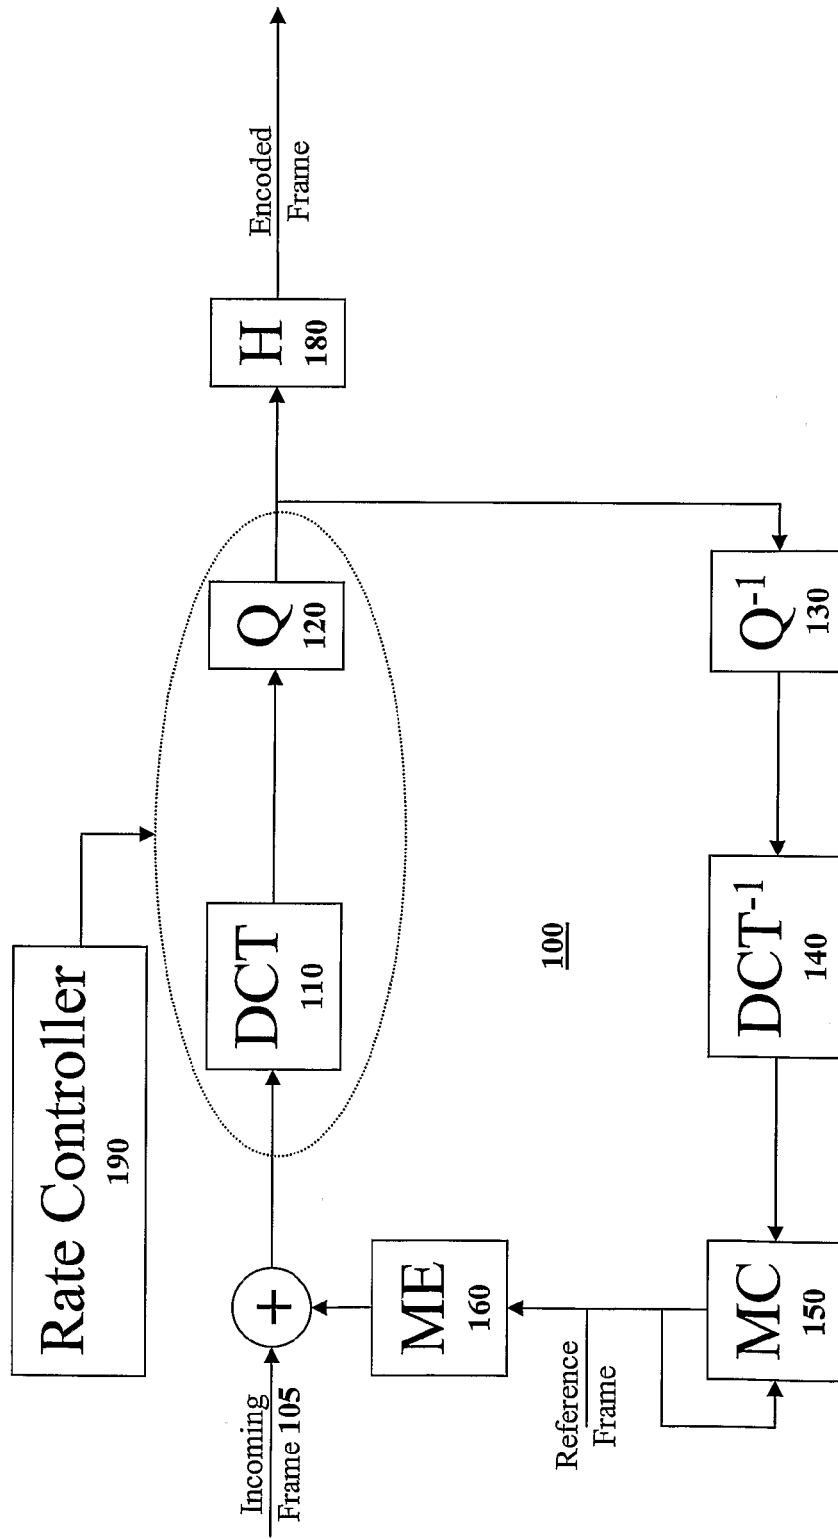 Rate Controller
190
Incoming
Frame 105
+
DCT
110
Q
120
H
180
Encoded
Frame
ME
160
100
Reference
Frame
MC
150
DCT-1
140
Q-1
130